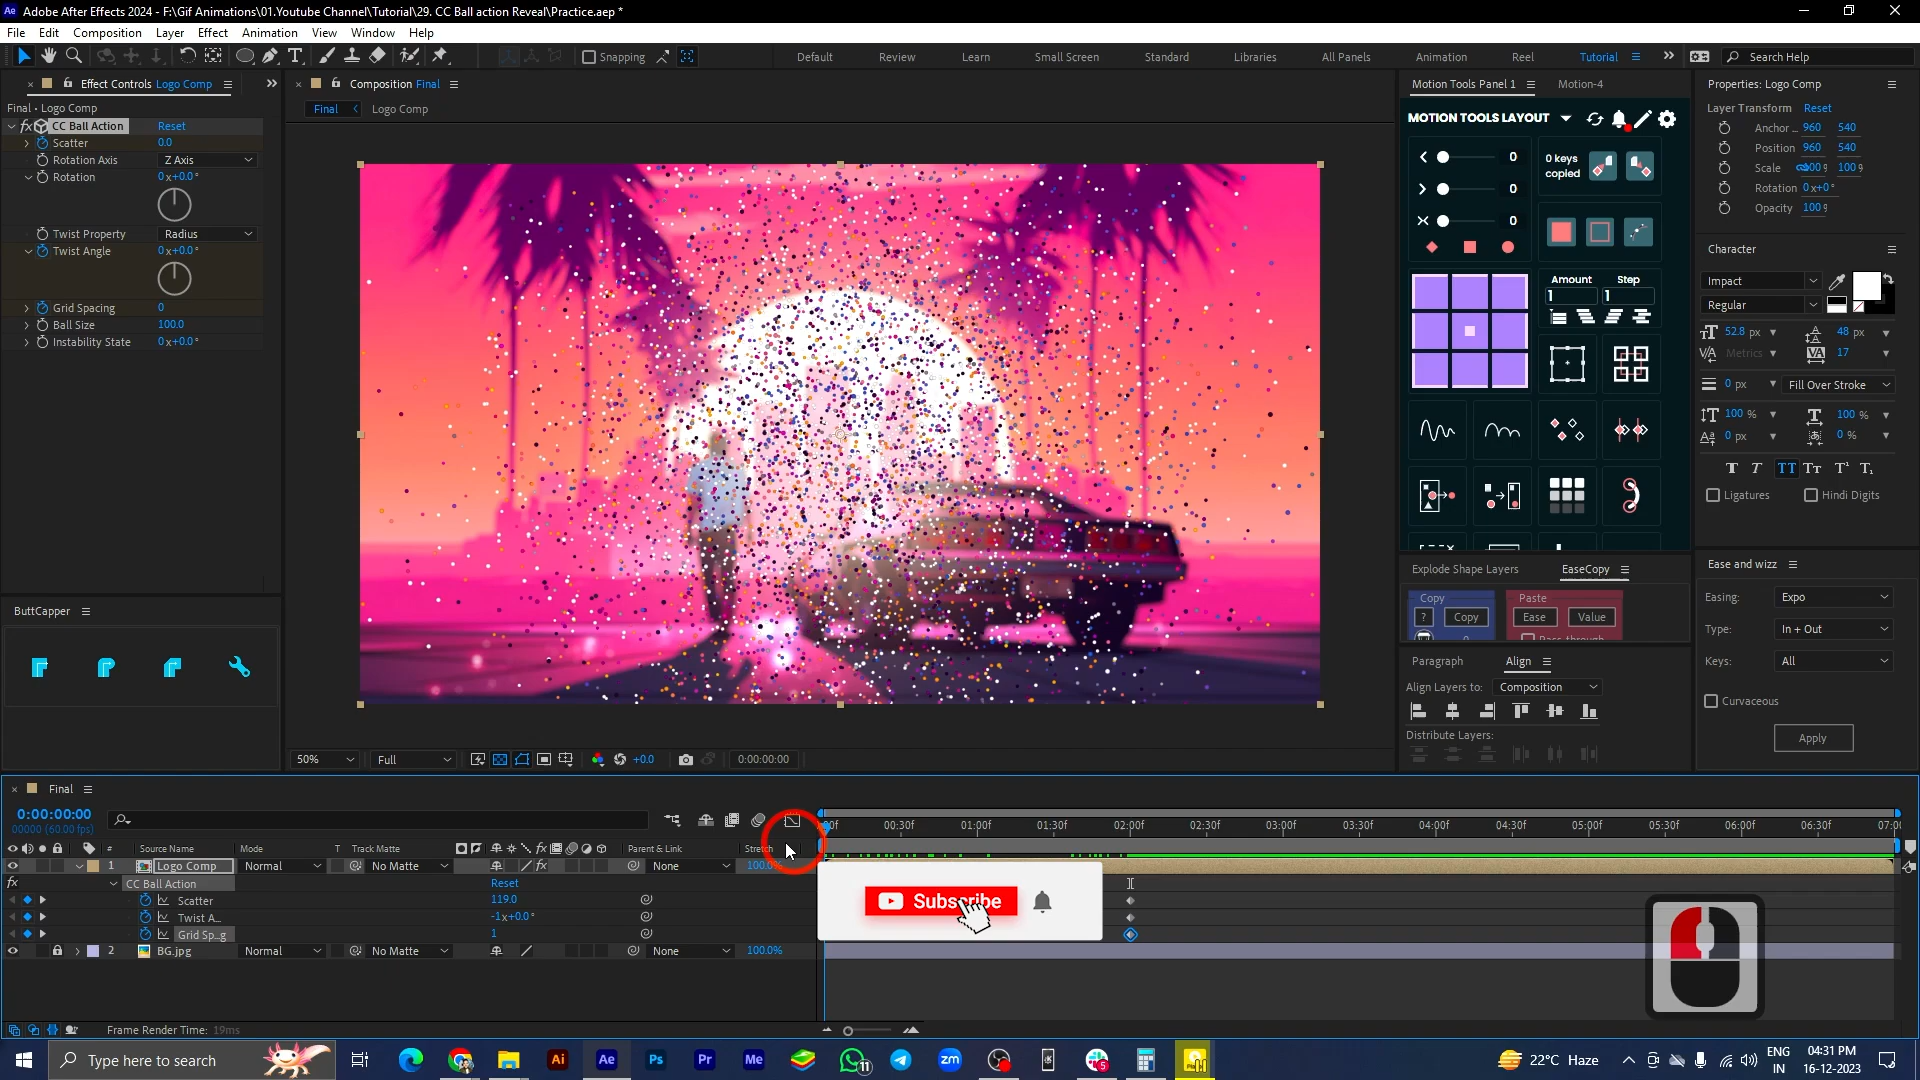 Adobe After Effects 2024 - F:\Gif Animations\01.Youtube Channel\Tutorial\29. CC Ball action Reveal\Practice.aep *
File Edit Composition Layer Effect Animation View Window Help
Snapping Default Review Learn Small Screen Standard Libraries All Panels Animation Reel Tutorial Search Help
Effect Controls Logo Comp
Final • Logo Comp
CC Ball Action Reset
Scatter 0.0
Rotation Axis Z Axis
Rotation 0x+0.0°
Twist Property Radius
Twist Angle 0x+0.0°
Grid Spacing 0
Ball Size 100.0
Instability State 0x+0.0°
ButtCapper
Composition Final
Final Logo Comp
50% Full +0.0 0:00:00:00
Motion Tools Panel 1 Motion-4
MOTION TOOLS LAYOUT
0
0
0
0 keys
copied
Amount Step
1 1
Explode Shape Layers EaseCopy
Copy Paste
? Copy Ease Value
0
Paragraph Align
Align Layers to: Composition
Distribute Layers:
Properties: Logo Comp
Layer Transform Reset
Anchor .. 960 540
Position 960 540
Scale 100%
Rotation 0x+0°
Opacity
Character
Impact
Regular
52.8 px 48 px
Metrics 17
0 px Fill Over Stroke
100 % 100 %
0 px 0 %
Ligatures Hindi Digits
Ease and wizz
Easing: Expo
Type: In + Out
Keys: All
Curvaceous
Apply
Final
0:00:00:00
00000 (60.00 fps)
# Source Name Mode T Track Matte Parent & Link Stretch
1 Logo Comp Normal No Matte None 100.0%
CC Ball Action Reset
Scatter 119.0
Twist A... -1x+0.0°
Grid Sp...g 1
2 BG.jpg Normal No Matte None 100.0%
00:30f 01:00f 01:30f 02:00f 02:30f 03:00f 03:30f 04:00f 04:30f 05:00f 05:30f 06:00f 06:30f
Subscribe
Frame Render Time: 19ms
Type here to search
11
5
22°C Haze
ENG
IN
04:31 PM
16-12-2023